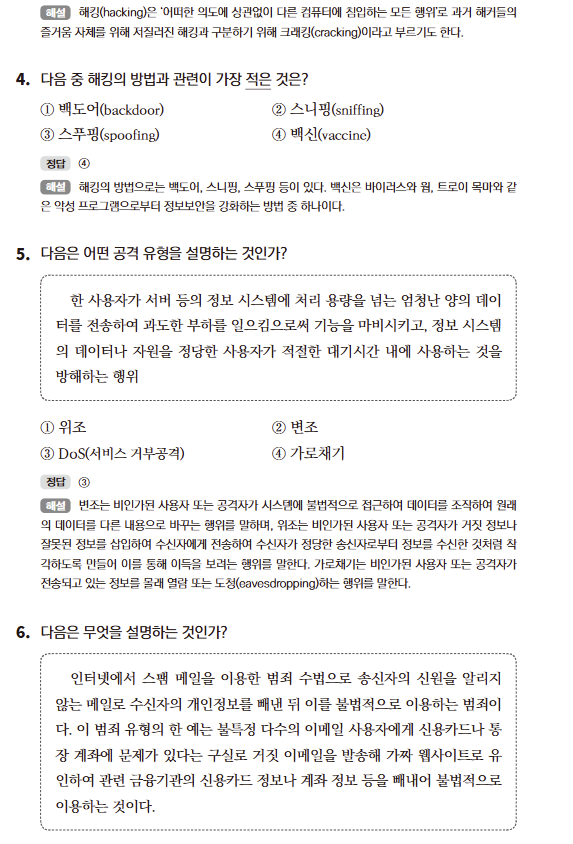 해설 해킹(hacking)은 ‘어떠한 의도에 상관없이 다른 컴퓨터에 침입하는 모든 행위’로 과거 해커들의
즐거움 자체를 위해 저질러진 해킹과 구분하기 위해 크래킹(cracking)이라고 부르기도 한다.
4. 다음 중 해킹의 방법과 관련이 가장 적은 것은?
① 백도어(backdoor) ② 스니핑(sniffing)
③ 스푸핑(spoofing) ④ 백신(vaccine)
정답 ④
해설 해킹의 방법으로는 백도어, 스니핑, 스푸핑 등이 있다. 백신은 바이러스와 웜, 트로이 목마와 같
은 악성 프로그램으로부터 정보보안을 강화하는 방법 중 하나이다.
5. 다음은 어떤 공격 유형을 설명하는 것인가?
한 사용자가 서버 등의 정보 시스템에 처리 용량을 넘는 엄청난 양의 데이
터를 전송하여 과도한 부하를 일으킴으로써 기능을 마비시키고, 정보 시스템
의 데이터나 자원을 정당한 사용자가 적절한 대기시간 내에 사용하는 것을
방해하는 행위
① 위조 ② 변조
③ DoS(서비스 거부공격) ④ 가로채기
정답 ③
해설 변조는 비인가된 사용자 또는 공격자가 시스템에 불법적으로 접근하여 데이터를 조작하여 원래
의 데이터를 다른 내용으로 바꾸는 행위를 말하며, 위조는 비인가된 사용자 또는 공격자가 거짓 정보나
잘못된 정보를 삽입하여 수신자에게 전송하여 수신자가 정당한 송신자로부터 정보를 수신한 것처럼 착
각하도록 만들어 이를 통해 이득을 보려는 행위를 말한다. 가로채기는 비인가된 사용자 또는 공격자가
전송되고 있는 정보를 몰래 열람 또는 도청(eavesdropping)하는 행위를 말한다.
6. 다음은 무엇을 설명하는 것인가?
인터넷에서 스팸 메일을 이용한 범죄 수법으로 송신자의 신원을 알리지
않는 메일로 수신자의 개인정보를 빼낸 뒤 이를 불법적으로 이용하는 범죄이
다. 이 범죄 유형의 한 예는 불특정 다수의 이메일 사용자에게 신용카드나 통
장 계좌에 문제가 있다는 구실로 거짓 이메일을 발송해 가짜 웹사이트로 유
인하여 관련 금융기관의 신용카드 정보나 계좌 정보 등을 빼내어 불법적으로
이용하는 것이다.